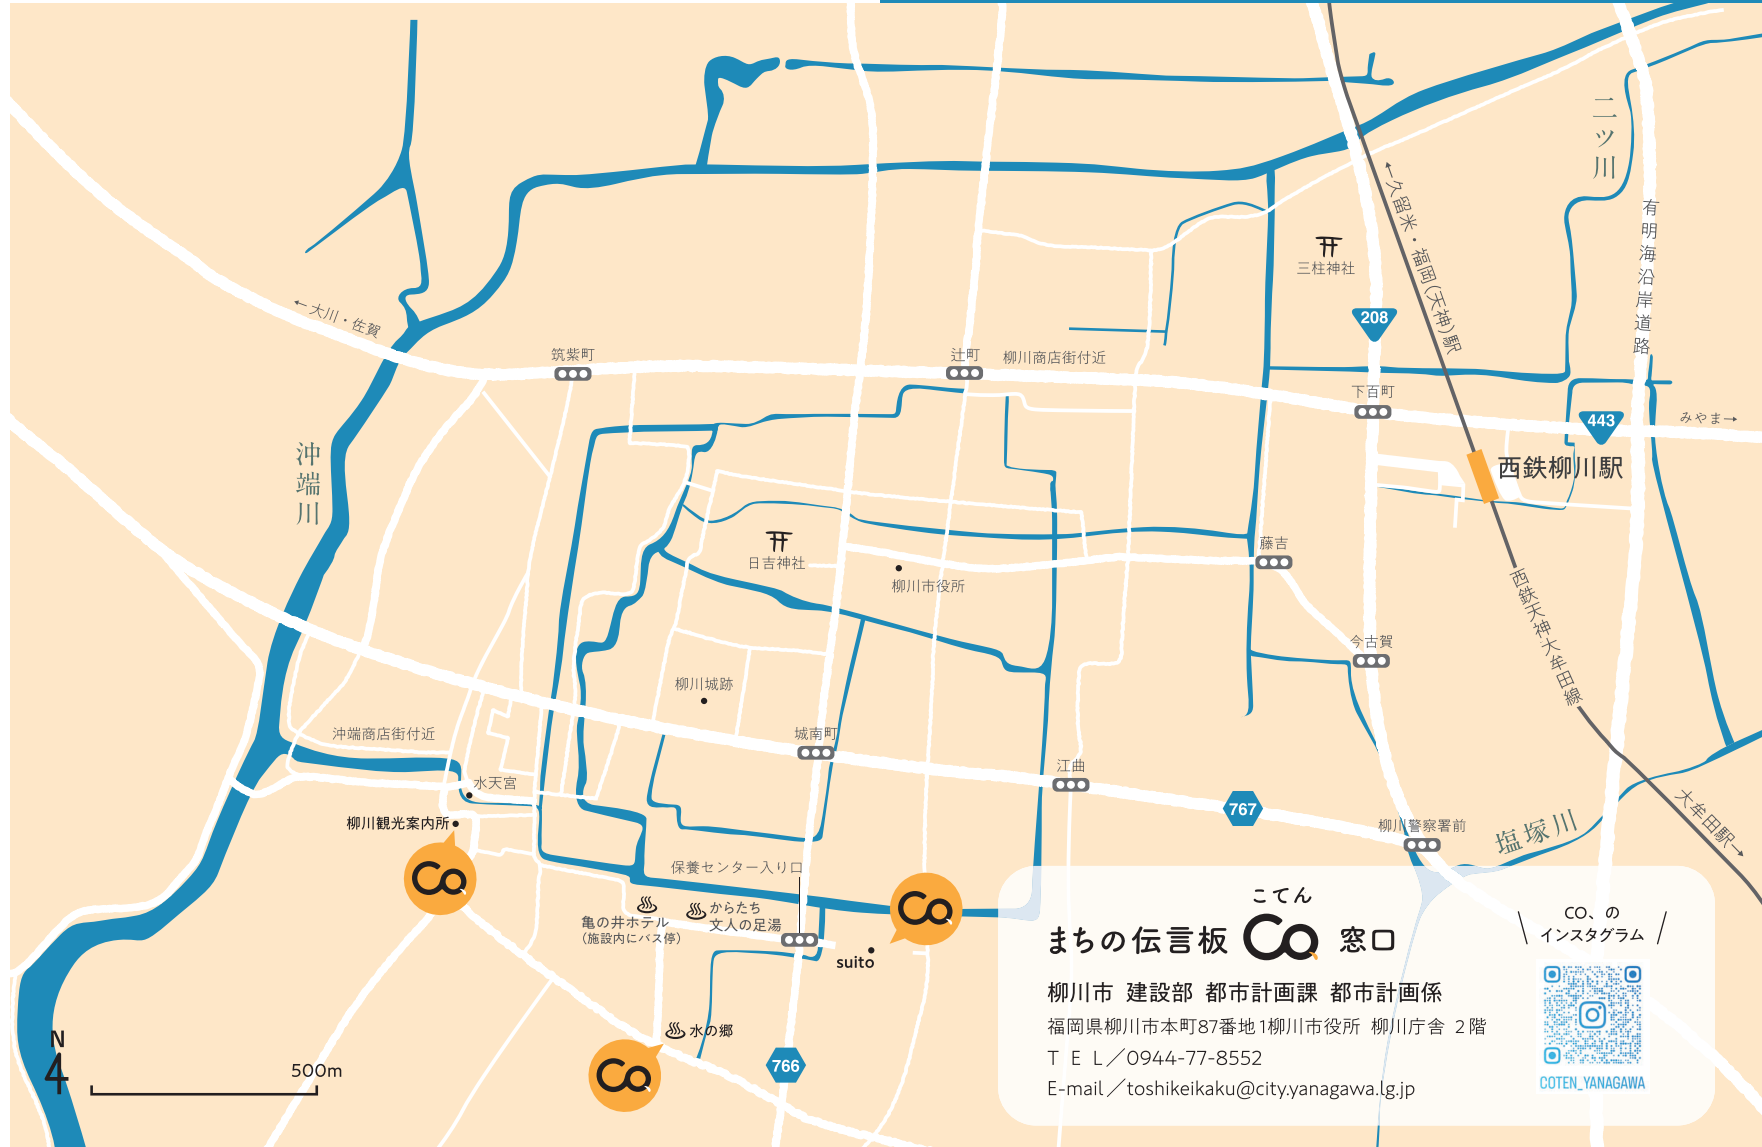 二ツ川
有明海沿岸道路
←久留米・福岡(天神)駅
三柱神社
208
←大川・佐賀
筑紫町
辻町
柳川商店街付近
下百町
443
みやま→
西鉄柳川駅
沖端川
日吉神社
柳川市役所
藤吉
西鉄天神大牟田線
今古賀
柳川城跡
沖端商店街付近
城南町
水天宮
江曲
767
柳川観光案内所
柳川警察署前
塩塚川
大牟田駅→
保養センター入り口
亀の井ホテル
(施設内にバス停)
からたち
文人の足湯
suito
水の郷
766
N
500m
こてん
まちの伝言板 CO 窓口
柳川市 建設部 都市計画課 都市計画係
福岡県柳川市本町87番地1柳川市役所 柳川庁舎 2階
TEL／0944-77-8552
E-mail／toshikeikaku@city.yanagawa.lg.jp
CO、の
インスタグラム
COTEN_YANAGAWA